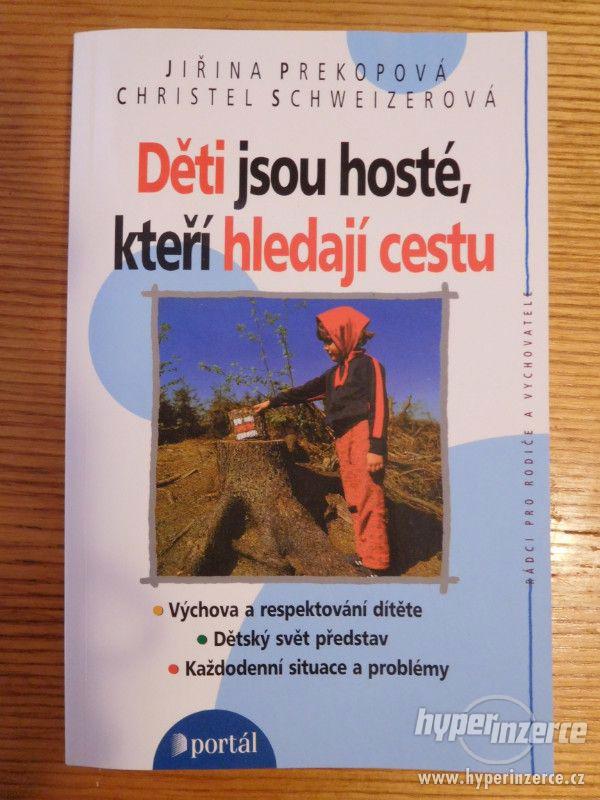 JIŘINA PREKOPOVÁ
CHRISTEL SCHWEIZEROVÁ
Děti jsou hosté,
kteří hledají cestu
RÁDCI PRO RODIČE A VYCHOVATELE
• Výchova a respektování dítěte
• Dětský svět představ
• Každodenní situace a problémy
portál
hyperinzerce
www.hyperinzerce.cz